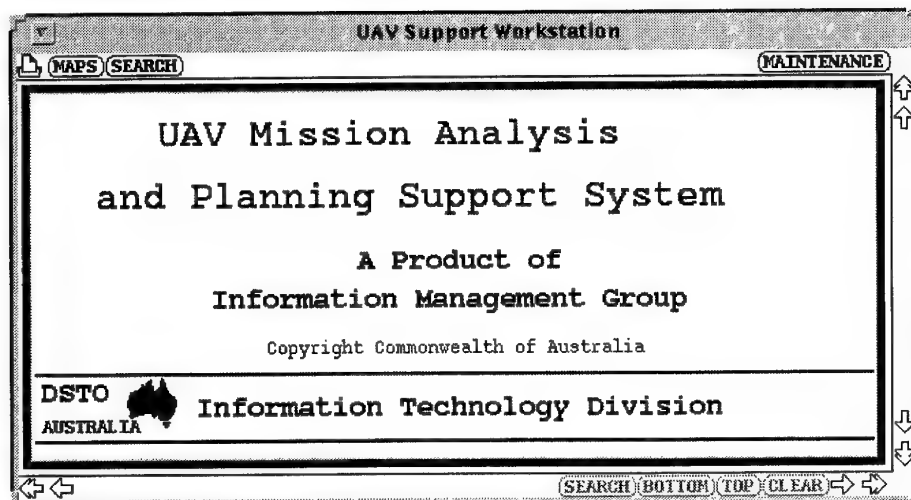 UAV Support Workstation
MAPS SEARCH MAINTENANCE
UAV Mission Analysis
and Planning Support System
A Product of
Information Management Group
Copyright Commonwealth of Australia
DSTO
AUSTRALIA
Information Technology Division
SEARCH BOTTOM TOP CLEAR